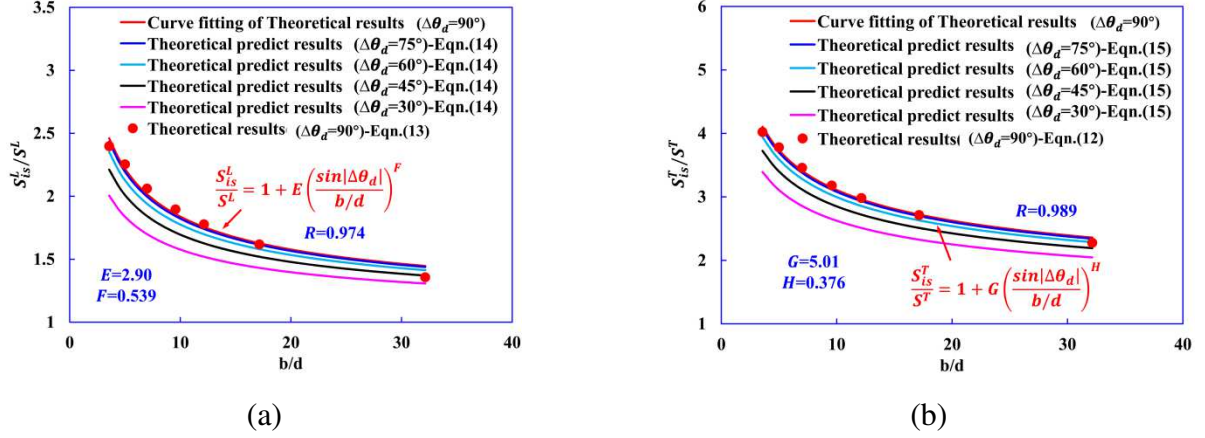 Curve fitting of Theoretical results (Δθd=90°)
Theoretical predict results (Δθd=75°)-Eqn.(14)
Theoretical predict results (Δθd=60°)-Eqn.(14)
Theoretical predict results (Δθd=45°)-Eqn.(14)
Theoretical predict results (Δθd=30°)-Eqn.(14)
Theoretical results (Δθd=90°)-Eqn.(13)
3.5
3
2.5
2
1.5
1
S_is^L/S^L
S_is^L/S^L = 1 + E(sin|Δθd|/(b/d))^F
R=0.974
E=2.90
F=0.539
0 10 20 30 40
b/d
(a)
Curve fitting of Theoretical results (Δθd=90°)
Theoretical predict results (Δθd=75°)-Eqn.(15)
Theoretical predict results (Δθd=60°)-Eqn.(15)
Theoretical predict results (Δθd=45°)-Eqn.(15)
Theoretical predict results (Δθd=30°)-Eqn.(15)
Theoretical results (Δθd=90°)-Eqn.(12)
6
5
4
3
2
1
S_is^T/S^T
R=0.989
G=5.01
H=0.376
S_is^T/S^T = 1 + G(sin|Δθd|/(b/d))^H
0 10 20 30 40
b/d
(b)